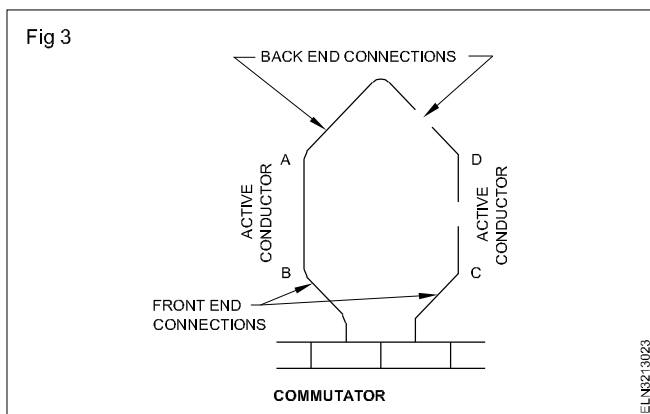 Fig 3
BACK END CONNECTIONS
A
D
ACTIVE
CONDUCTOR
ACTIVE
CONDUCTOR
B
C
FRONT END
CONNECTIONS
COMMUTATOR
ELN3213023